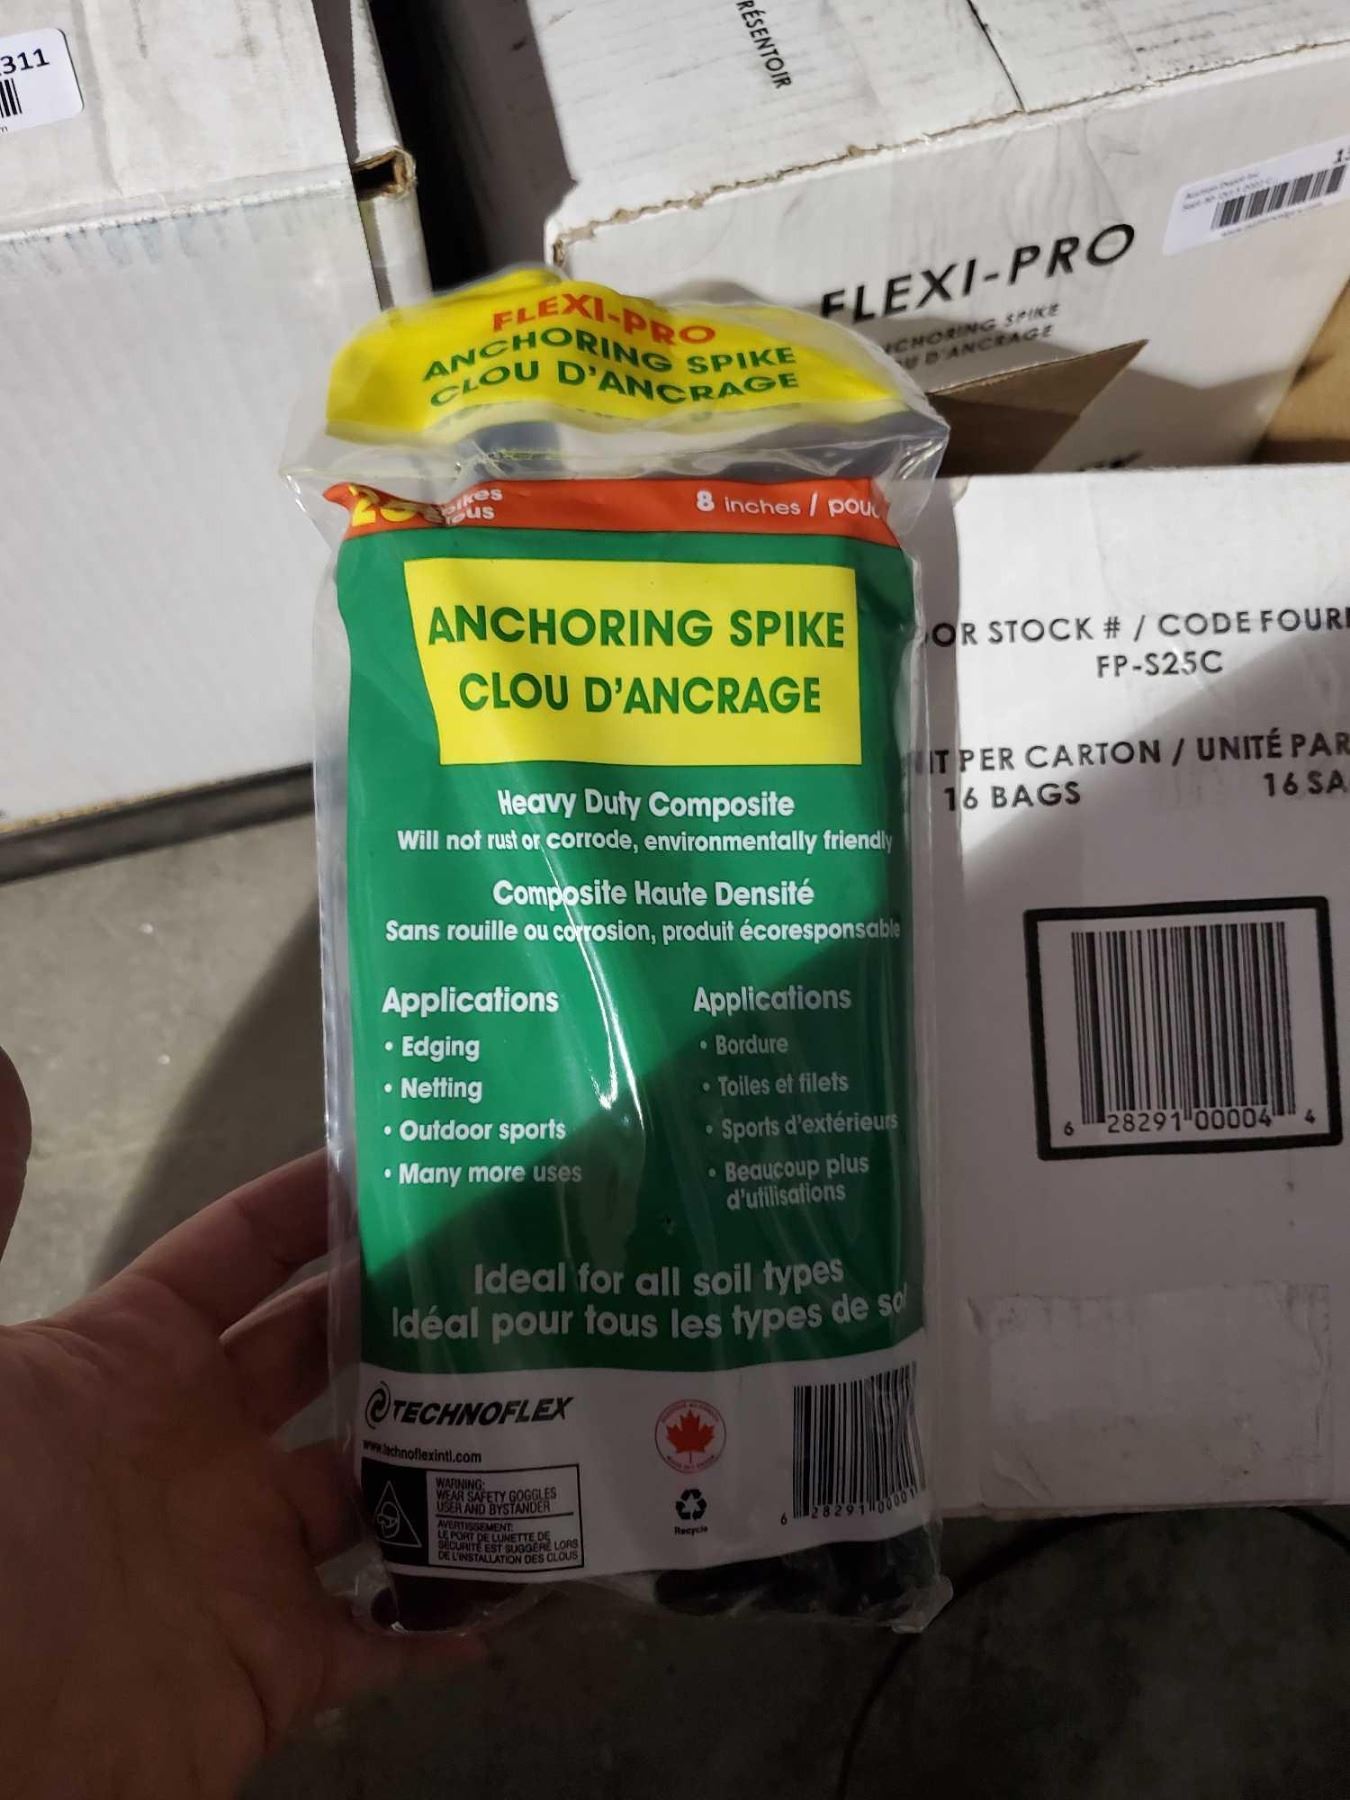 311
RÉSENTOIR
FLEXI-PRO
CHORING SPIKE
D'ANCRAGE
FLEXI-PRO
ANCHORING SPIKE
CLOU D'ANCRAGE
8 inches / pouc
ANCHORING SPIKE
CLOU D'ANCRAGE
Heavy Duty Composite
Will not rust or corrode, environmentally friendly
Composite Haute Densité
Sans rouille ou corrosion, produit écoresponsable
Applications
• Edging
• Netting
• Outdoor sports
• Many more uses
Applications
• Bordure
• Toiles et filets
• Sports d'extérieurs
• Beaucoup plus
d'utilisations
Ideal for all soil types
Idéal pour tous les types de so
TECHNOFLEX
www.technoflexintl.com
WARNING:
WEAR SAFETY GOGGLES
USER AND BYSTANDER
AVERTISSEMENT:
LE PORT DE LUNETTE DE
SÉCURITÉ EST SUGGÉRÉ LORS
DE L'INSTALLATION DES CLOUS
Recycle
6 28291 00001
OR STOCK # / CODE FOUR
FP-S25C
IT PER CARTON / UNITÉ PAR
16 BAGS 16 SA
6 28291 00004 4